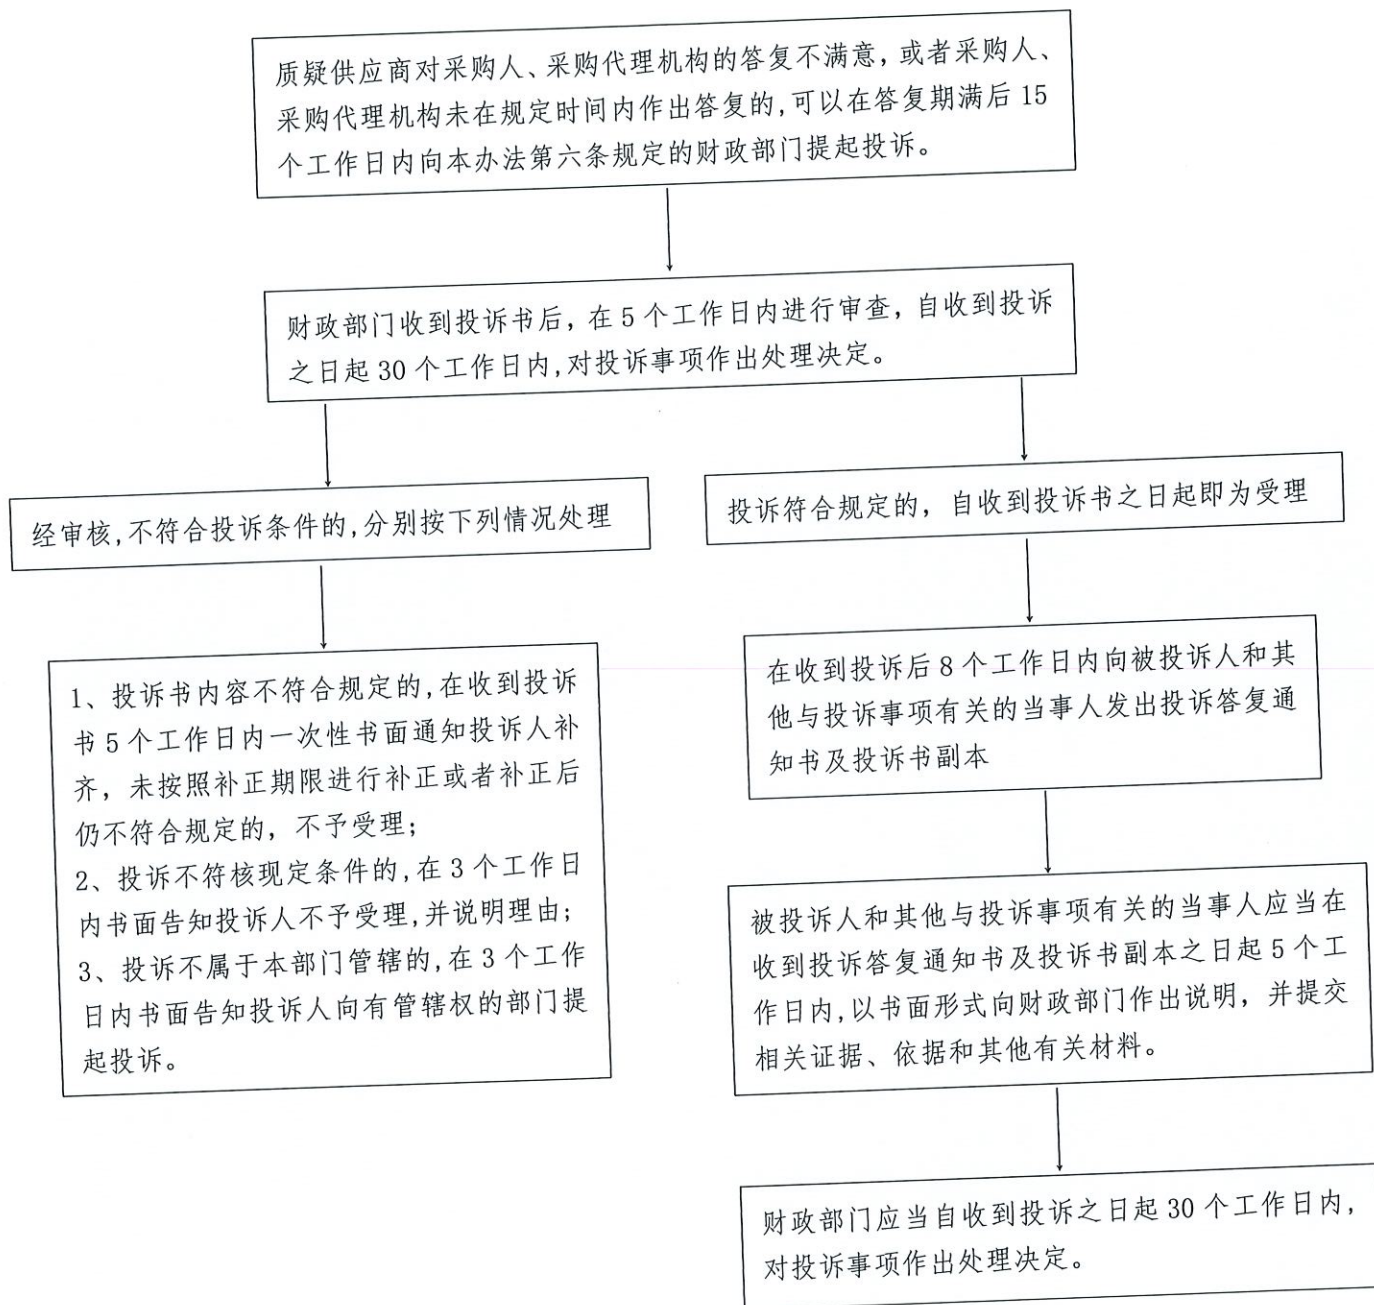 质疑供应商对采购人、采购代理机构的答复不满意，或者采购人、
采购代理机构未在规定时间内作出答复的,可以在答复期满后 15
个工作日内向本办法第六条规定的财政部门提起投诉。
财政部门收到投诉书后，在 5 个工作日内进行审查，自收到投诉
之日起 30 个工作日内,对投诉事项作出处理决定。
经审核,不符合投诉条件的,分别按下列情况处理
1、投诉书内容不符合规定的,在收到投诉
书 5 个工作日内一次性书面通知投诉人补
齐，未按照补正期限进行补正或者补正后
仍不符合规定的，不予受理；
2、投诉不符核现定条件的,在 3 个工作日
内书面告知投诉人不予受理,并说明理由；
3、投诉不属于本部门管辖的,在 3 个工作
日内书面告知投诉人向有管辖权的部门提
起投诉。
投诉符合规定的，自收到投诉书之日起即为受理
在收到投诉后 8 个工作日内向被投诉人和其
他与投诉事项有关的当事人发出投诉答复通
知书及投诉书副本
被投诉人和其他与投诉事项有关的当事人应当在
收到投诉答复通知书及投诉书副本之日起 5 个工
作日内,以书面形式向财政部门作出说明，并提交
相关证据、依据和其他有关材料。
财政部门应当自收到投诉之日起 30 个工作日内，
对投诉事项作出处理决定。